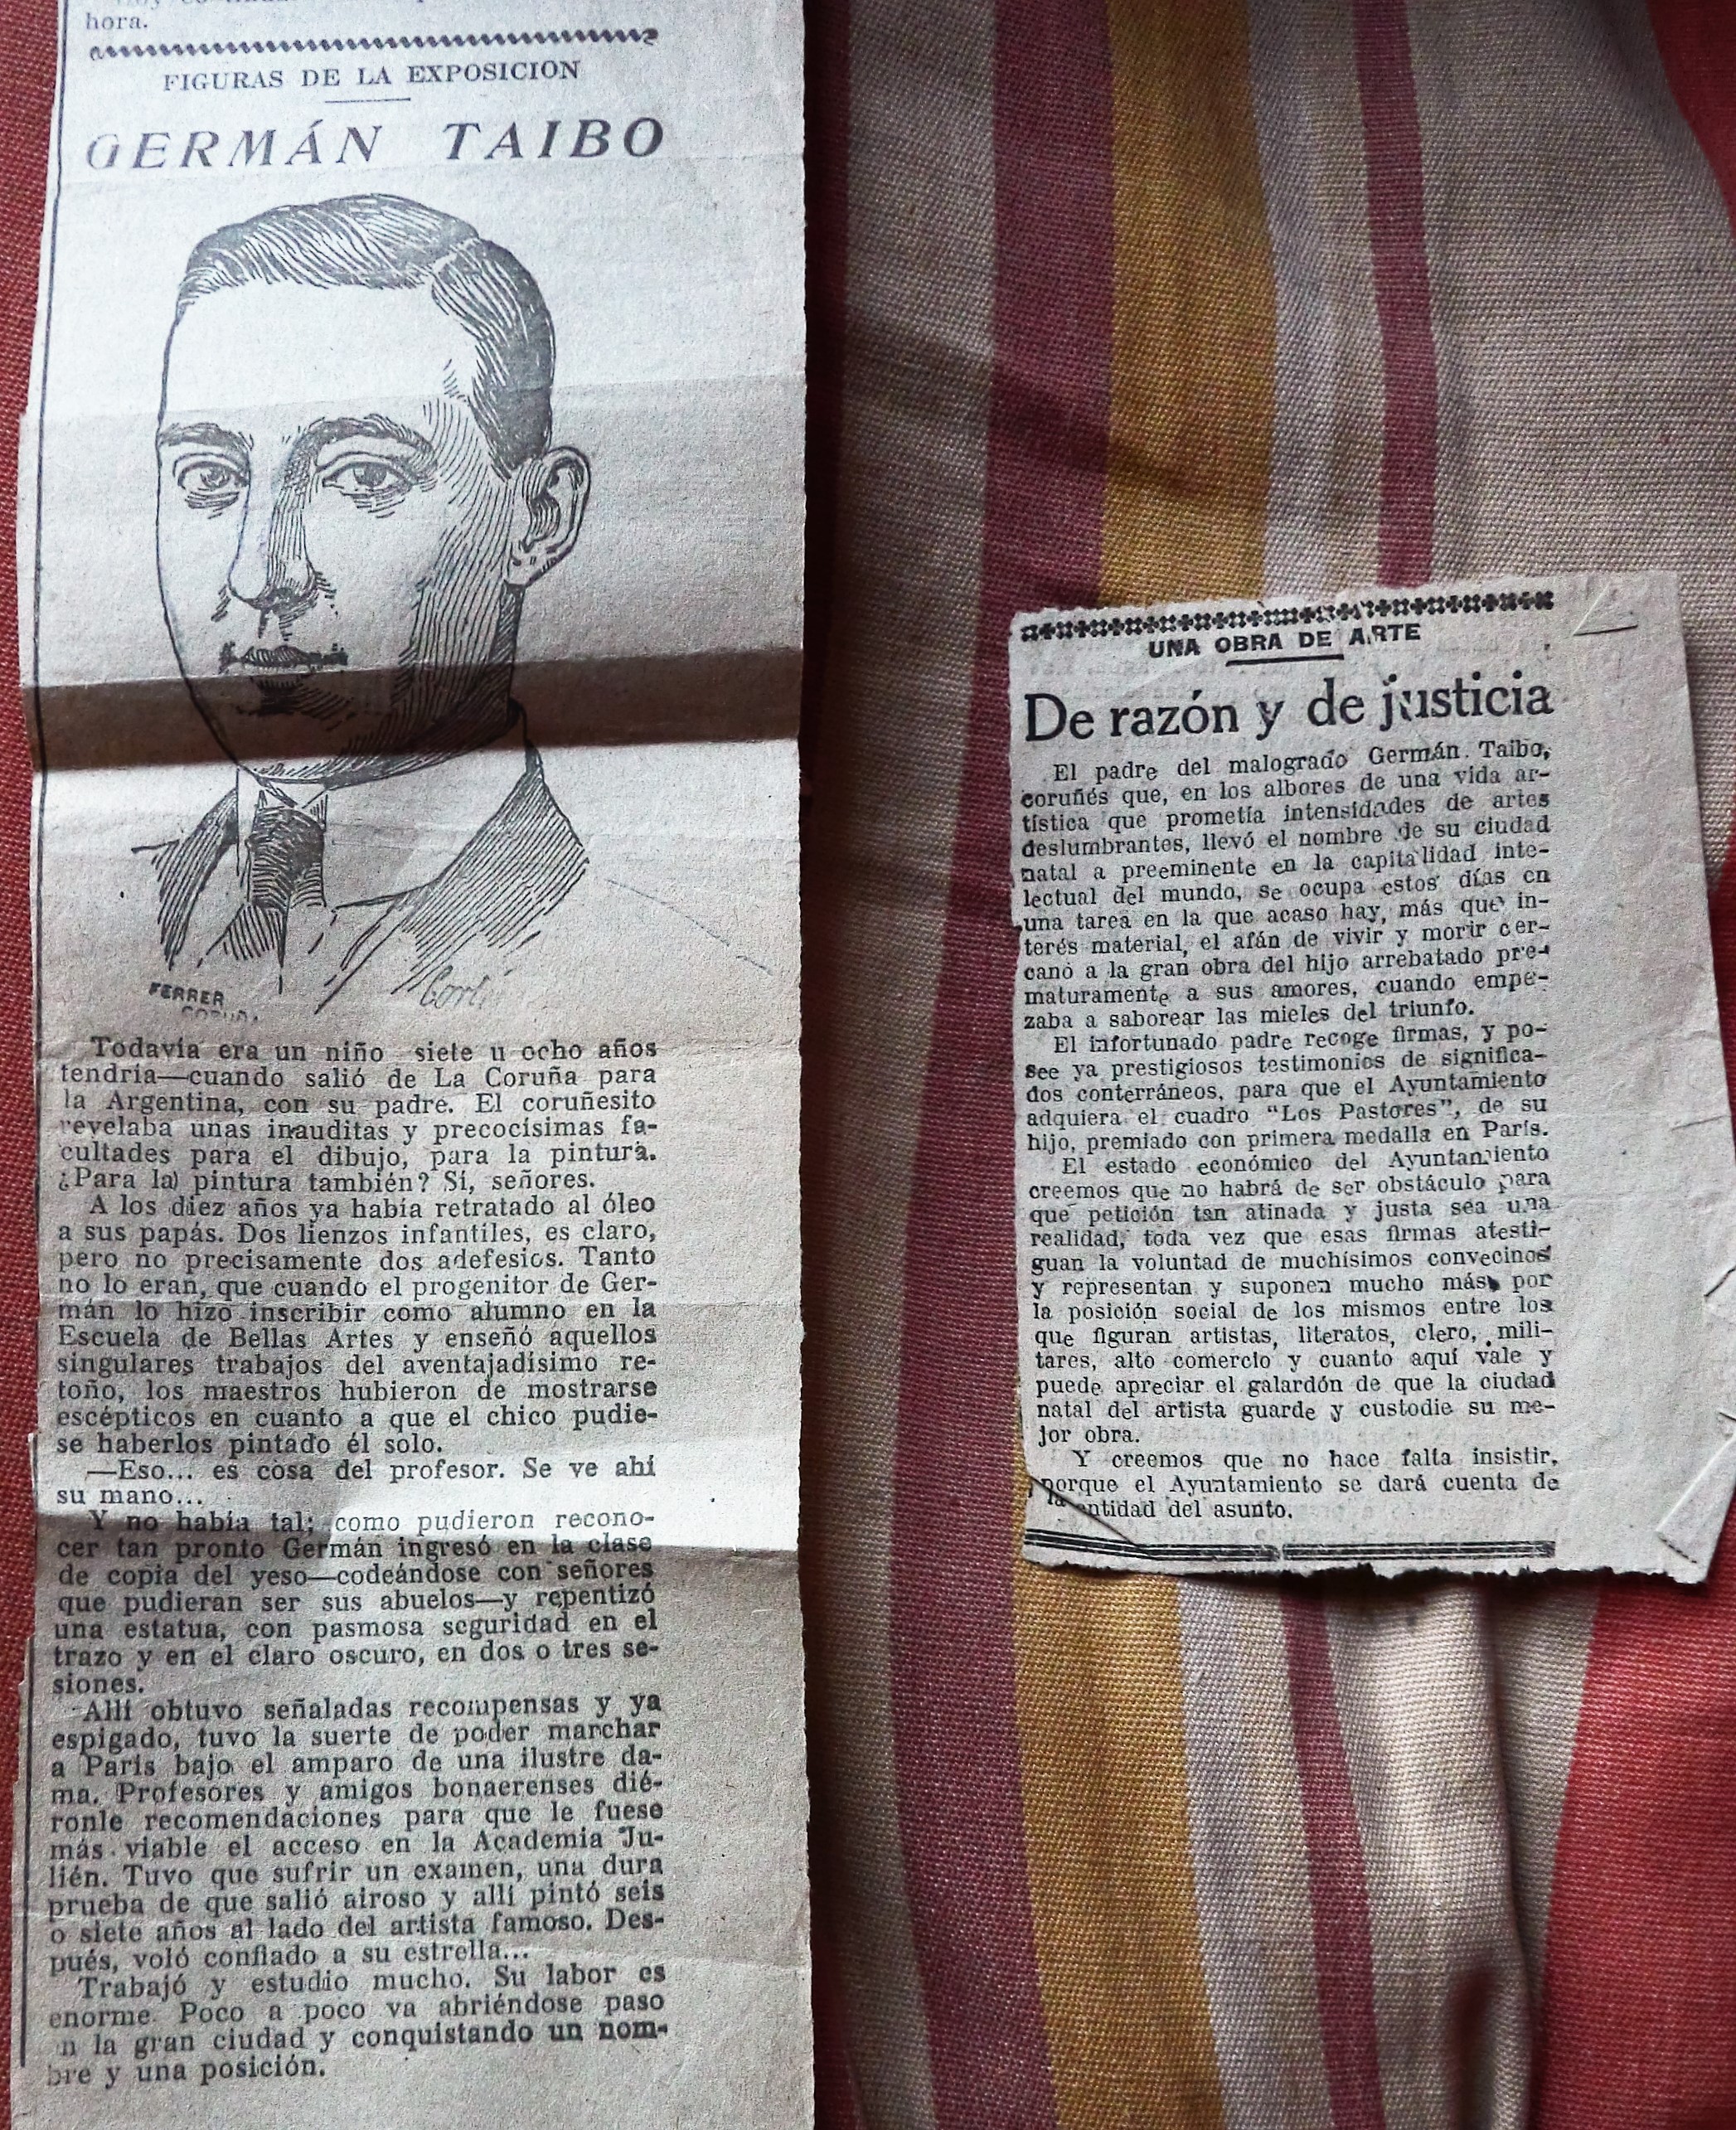 hora.
FIGURAS DE LA EXPOSICION
GERMÁN TAIBO
FERRER
CORUÑA
Todavía era un niño siete u ocho años
tendría—cuando salió de La Coruña para
la Argentina, con su padre. El coruñesito
revelaba unas inauditas y precocísimas fa-
cultades para el dibujo, para la pintura.
¿Para la) pintura también? Sí, señores.
A los diez años ya había retratado al óleo
a sus papás. Dos lienzos infantiles, es claro,
pero no precisamente dos adefesios. Tanto
no lo eran, que cuando el progenitor de Ger-
mán lo hizo inscribir como alumno en la
Escuela de Bellas Artes y enseñó aquellos
singulares trabajos del aventajadísimo re-
toño, los maestros hubieron de mostrarse
escépticos en cuanto a que el chico pudie-
se haberlos pintado él solo.
—Eso... es cosa del profesor. Se ve ahí
su mano...
Y no había tal; como pudieron recono-
cer tan pronto Germán ingresó en la clase
de copia del yeso—codeándose con señores
que pudieran ser sus abuelos—y repentizó
una estatua, con pasmosa seguridad en el
trazo y en el claro oscuro, en dos o tres se-
siones.
Allí obtuvo señaladas recompensas y ya
espigado, tuvo la suerte de poder marchar
a París bajo el amparo de una ilustre da-
ma. Profesores y amigos bonaerenses dié-
ronle recomendaciones para que le fuese
más viable el acceso en la Academia Ju-
lién. Tuvo que sufrir un examen, una dura
prueba de que salió airoso y allí pintó seis
o siete años al lado del artista famoso. Des-
pués, voló confiado a su estrella...
Trabajó y estudio mucho. Su labor es
enorme. Poco a poco va abriéndose paso
n la gran ciudad y conquistando un nom-
bre y una posición.
UNA OBRA DE ARTE
De razón y de justicia
El padre del malogrado Germán Taibo,
coruñés que, en los albores de una vida ar-
tística que prometía intensidades de artes
deslumbrantes, llevó el nombre de su ciudad
natal a preeminente en la capitalidad inte-
lectual del mundo, se ocupa estos días en
una tarea en la que acaso hay, más que in-
terés material, el afán de vivir y morir cer-
cano a la gran obra del hijo arrebatado pre-
maturamente a sus amores, cuando empe-
zaba a saborear las mieles del triunfo.
El infortunado padre recoge firmas, y po-
see ya prestigiosos testimonios de significa-
dos conterráneos, para que el Ayuntamiento
adquiera el cuadro "Los Pastores", de su
hijo, premiado con primera medalla en París.
El estado económico del Ayuntamiento
creemos que no habrá de ser obstáculo para
que petición tan atinada y justa sea una
realidad, toda vez que esas firmas atesti-
guan la voluntad de muchísimos convecinos
y representan y suponen mucho más por
la posición social de los mismos entre los
que figuran artistas, literatos, clero, mili-
tares, alto comercio y cuanto aquí vale y
puede apreciar el galardón de que la ciudad
natal del artista guarde y custodie su me-
jor obra.
Y creemos que no hace falta insistir,
porque el Ayuntamiento se dará cuenta de
la entidad del asunto.